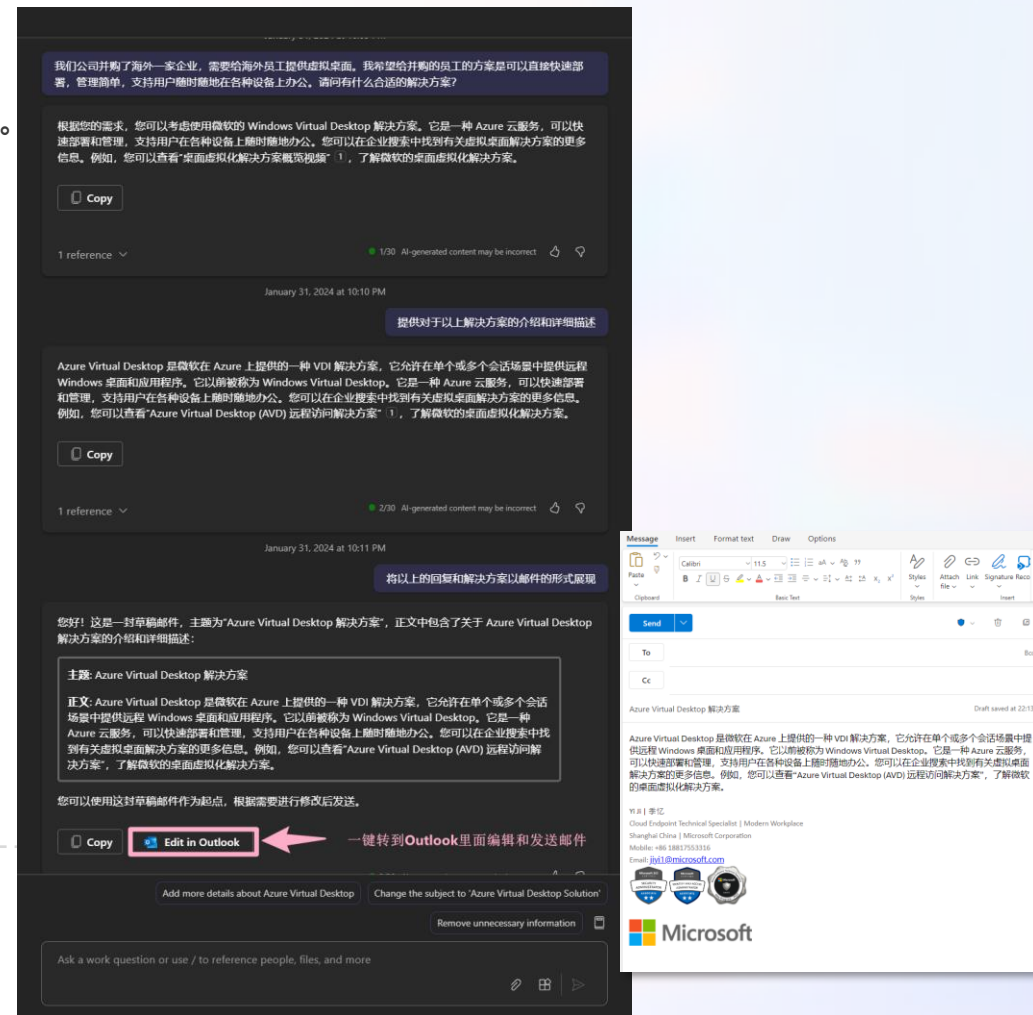 我们公司并购了海外一家企业，需要给海外员工提供虚拟桌面。我希望给并购的员工的方案是可以直接快速部
署，管理简单，支持用户随时随地在各种设备上办公。请问有什么合适的解决方案?
根据您的需求，您可以考虑使用微软的 Windows Virtual Desktop 解决方案。它是一种 Azure 云服务，可以快
速部署和管理，支持用户在各种设备上随时随地办公。您可以在企业搜索中找到有关虚拟桌面解决方案的更多
信息。例如，您可以查看“桌面虚拟化解决方案概览视频” 1 ，了解微软的桌面虚拟化解决方案。
Copy
1 reference
1/30 AI-generated content may be incorrect
January 31, 2024 at 10:10 PM
提供对于以上解决方案的介绍和详细描述
Azure Virtual Desktop 是微软在 Azure 上提供的一种 VDI 解决方案，它允许在单个或多个会话场景中提供远程
Windows 桌面和应用程序。它以前被称为 Windows Virtual Desktop。它是一种 Azure 云服务，可以快速部署
和管理，支持用户在各种设备上随时随地办公。您可以在企业搜索中找到有关虚拟桌面解决方案的更多信息。
例如，您可以查看“Azure Virtual Desktop (AVD) 远程访问解决方案” 1 ，了解微软的桌面虚拟化解决方案。
Copy
1 reference
2/30 AI-generated content may be incorrect
January 31, 2024 at 10:11 PM
将以上的回复和解决方案以邮件的形式展现
您好！这是一封草稿邮件，主题为“Azure Virtual Desktop 解决方案”，正文中包含了关于 Azure Virtual Desktop
解决方案的介绍和详细描述：
主题: Azure Virtual Desktop 解决方案
正文: Azure Virtual Desktop 是微软在 Azure 上提供的一种 VDI 解决方案，它允许在单个或多个会话
场景中提供远程 Windows 桌面和应用程序。它以前被称为 Windows Virtual Desktop。它是一种
Azure 云服务，可以快速部署和管理，支持用户在各种设备上随时随地办公。您可以在企业搜索中找
到有关虚拟桌面解决方案的更多信息。例如，您可以查看“Azure Virtual Desktop (AVD) 远程访问解
决方案”，了解微软的桌面虚拟化解决方案。
您可以使用这封草稿邮件作为起点，根据需要进行修改后发送。
Copy
Edit in Outlook
一键转到Outlook里面编辑和发送邮件
Add more details about Azure Virtual Desktop
Change the subject to 'Azure Virtual Desktop Solution'
Remove unnecessary information
Ask a work question or use / to reference people, files, and more
Message Insert Format text Draw Options
Paste
Calibri 11.5
Styles Attach file Link Signature Reco
Clipboard Basic Text Styles Insert
Send
To
Cc
Azure Virtual Desktop 解决方案
Draft saved at 22:13
Azure Virtual Desktop 是微软在 Azure 上提供的一种 VDI 解决方案，它允许在单个或多个会话场景中提
供远程 Windows 桌面和应用程序。它以前被称为 Windows Virtual Desktop。它是一种 Azure 云服务，
可以快速部署和管理，支持用户在各种设备上随时随地办公。您可以在企业搜索中找到有关虚拟桌面
解决方案的更多信息。例如，您可以查看“Azure Virtual Desktop (AVD) 远程访问解决方案”，了解微软
的桌面虚拟化解决方案。
Cloud Endpoint Technical Specialist | Modern Workplace
Shanghai China | Microsoft Corporation
Mobile: +86 18817553316
Email: jiyi1@microsoft.com
Microsoft